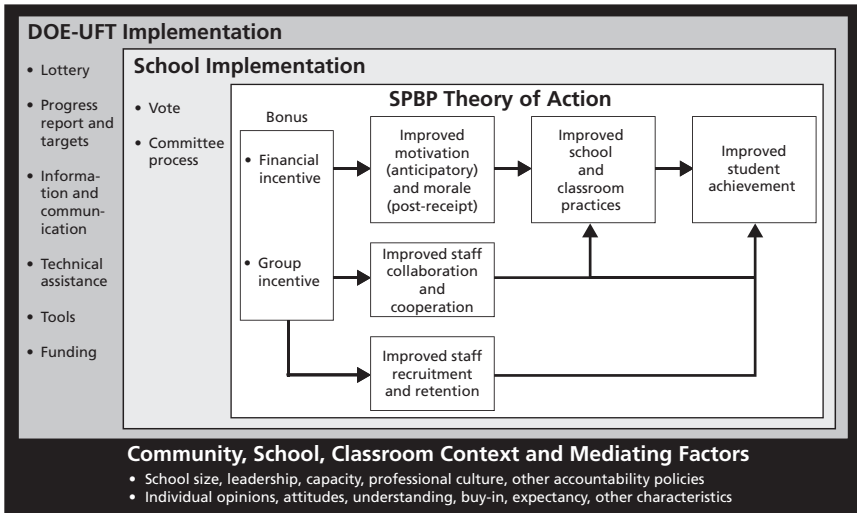 DOE-UFT Implementation
• Lottery
• Progress
report and
targets
• Informa-
tion and
commun-
ication
• Technical
assistance
• Tools
• Funding
School Implementation
• Vote
• Committee
process
SPBP Theory of Action
Bonus
• Financial
incentive
• Group
incentive
Improved
motivation
(anticipatory)
and morale
(post-receipt)
Improved
school
and
classroom
practices
Improved
student
achievement
Improved staff
collaboration
and
cooperation
Improved staff
recruitment
and retention
Community, School, Classroom Context and Mediating Factors
• School size, leadership, capacity, professional culture, other accountability policies
• Individual opinions, attitudes, understanding, buy-in, expectancy, other characteristics